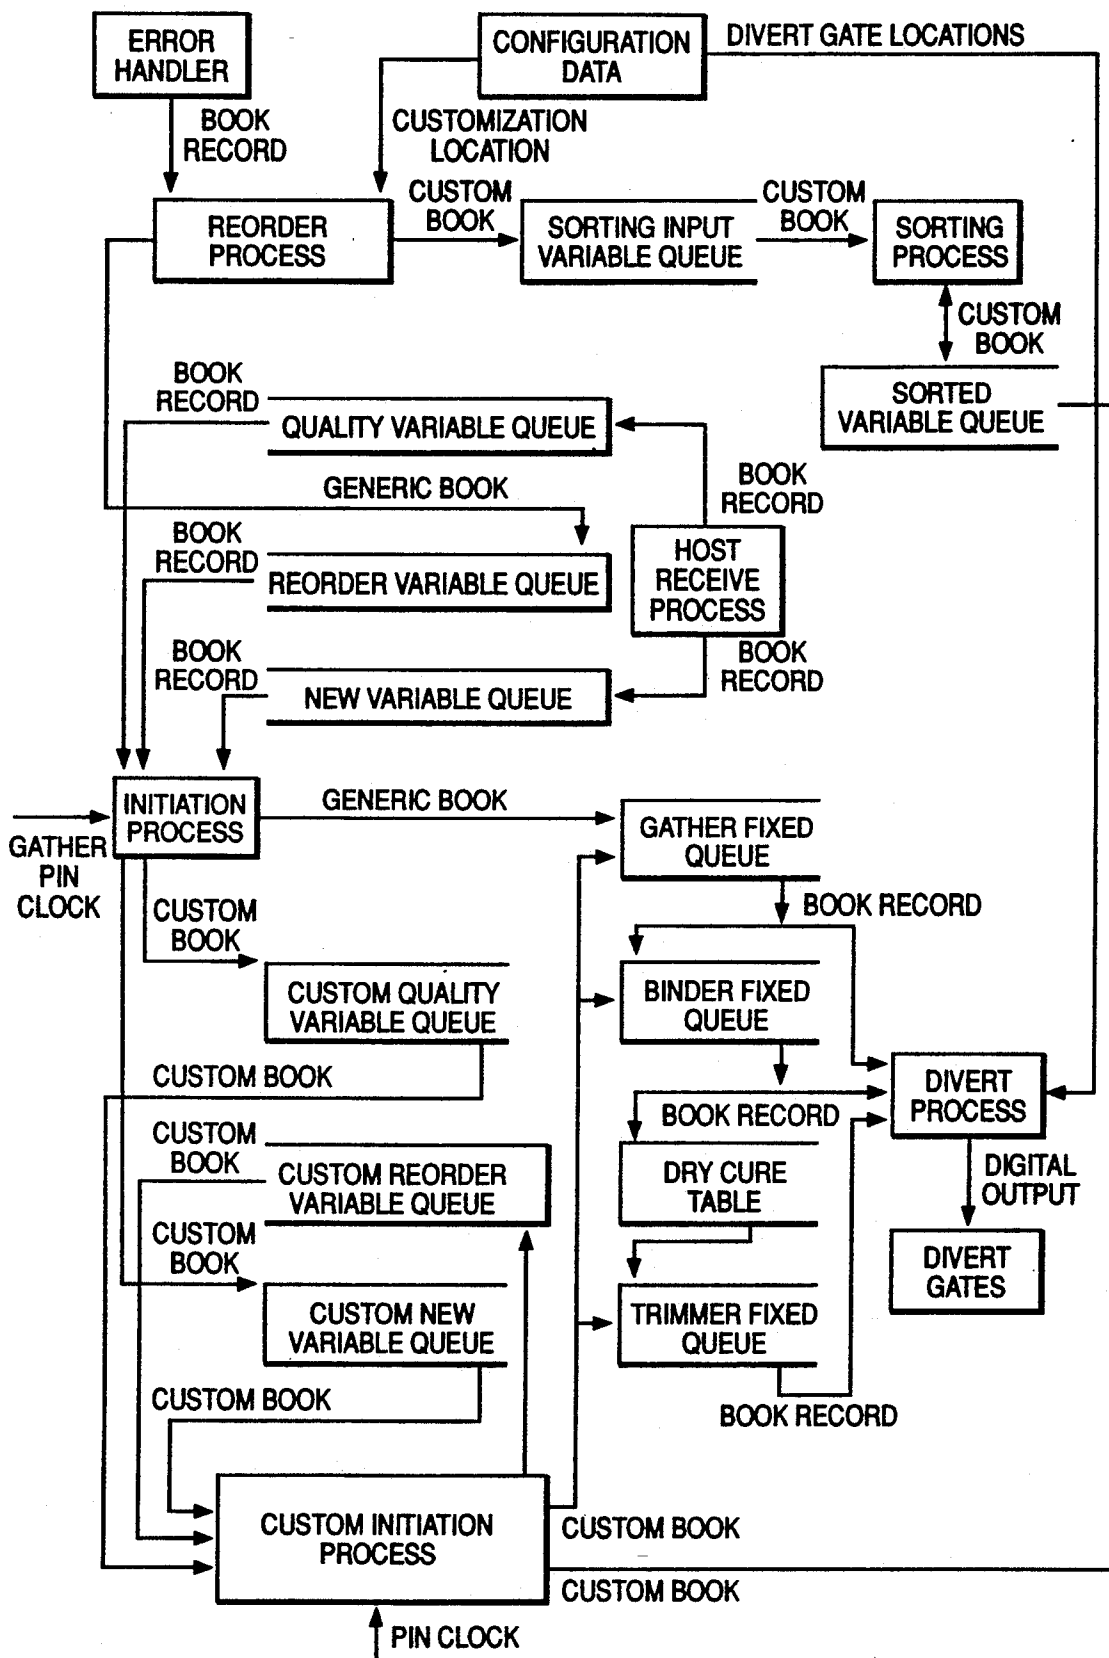 ERROR
HANDLER
CONFIGURATION
DATA
DIVERT GATE LOCATIONS
BOOK
RECORD
CUSTOMIZATION
LOCATION
REORDER
PROCESS
CUSTOM
BOOK
SORTING INPUT
VARIABLE QUEUE
CUSTOM
BOOK
SORTING
PROCESS
CUSTOM
BOOK
SORTED
VARIABLE QUEUE
BOOK
RECORD
QUALITY VARIABLE QUEUE
GENERIC BOOK
BOOK
RECORD
BOOK
RECORD
REORDER VARIABLE QUEUE
HOST
RECEIVE
PROCESS
BOOK
RECORD
BOOK
RECORD
NEW VARIABLE QUEUE
INITIATION
PROCESS
GENERIC BOOK
GATHER
PIN
CLOCK
GATHER FIXED
QUEUE
BOOK RECORD
CUSTOM
BOOK
CUSTOM QUALITY
VARIABLE QUEUE
BINDER FIXED
QUEUE
CUSTOM BOOK
BOOK RECORD
DIVERT
PROCESS
CUSTOM
BOOK
CUSTOM REORDER
VARIABLE QUEUE
DRY CURE
TABLE
DIGITAL
OUTPUT
CUSTOM
BOOK
DIVERT
GATES
CUSTOM NEW
VARIABLE QUEUE
TRIMMER FIXED
QUEUE
CUSTOM BOOK
BOOK RECORD
CUSTOM INITIATION
PROCESS
CUSTOM BOOK
CUSTOM BOOK
PIN CLOCK